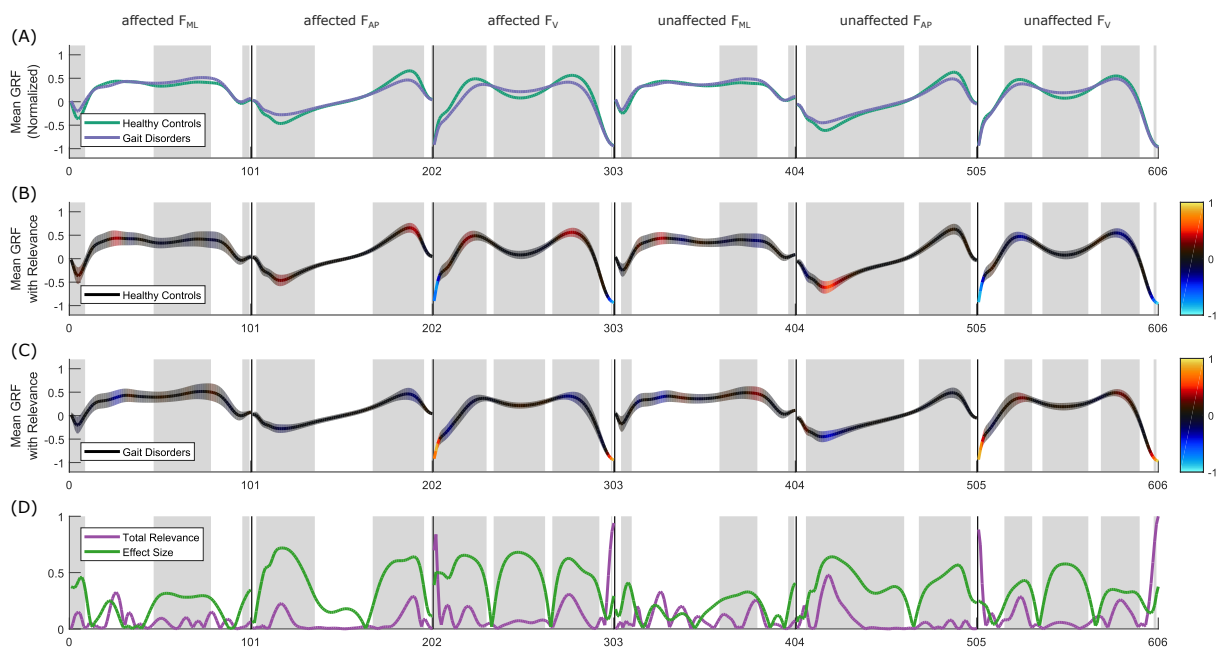 affected F_ML affected F_AP affected F_V unaffected F_ML unaffected F_AP unaffected F_V
(A)
Mean GRF
(Normalized)
1
0.5
0
-0.5
-1
Healthy Controls
Gait Disorders
0 101 202 303 404 505 606
(B)
Mean GRF
with Relevance
1
0.5
0
-0.5
-1
Healthy Controls
0 101 202 303 404 505 606
1
0
-1
(C)
Mean GRF
with Relevance
1
0.5
0
-0.5
-1
Gait Disorders
0 101 202 303 404 505 606
1
0
-1
(D)
1
0.5
0
Total Relevance
Effect Size
0 101 202 303 404 505 606